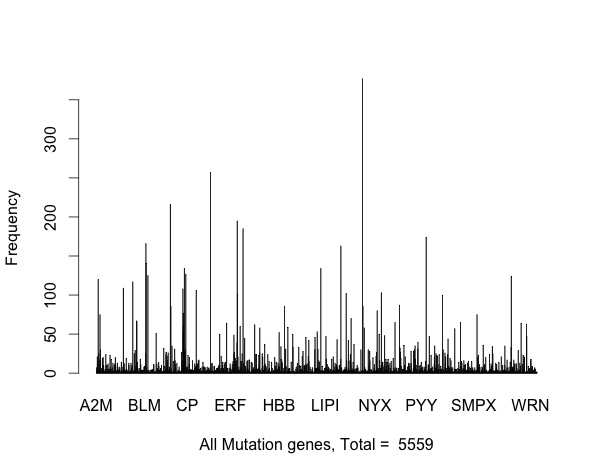 Frequency
300
200
100
50
0
A2M BLM CP ERF HBB LIPI NYX PYY SMPX WRN
All Mutation genes, Total = 5559